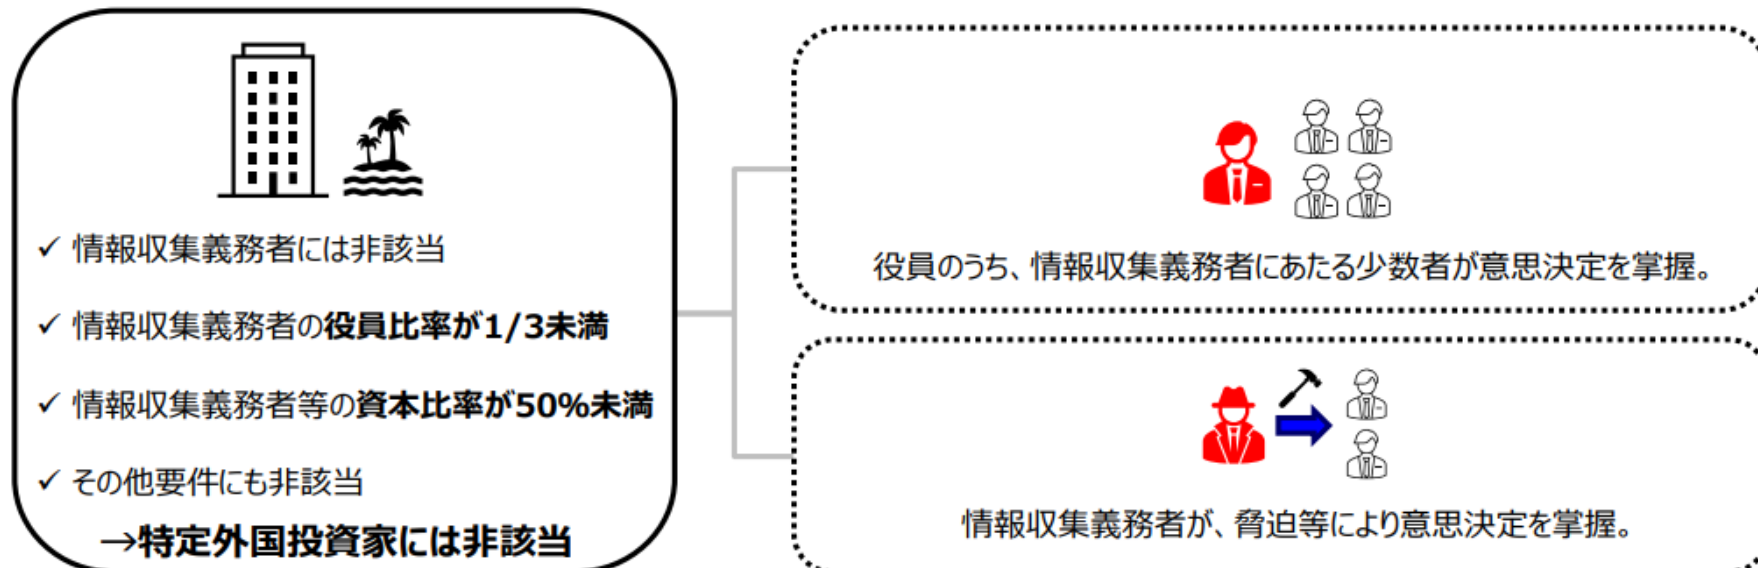 ✓ 情報収集義務者には非該当
✓ 情報収集義務者の役員比率が1/3未満
✓ 情報収集義務者等の資本比率が50%未満
✓ その他要件にも非該当
→特定外国投資家には非該当
役員のうち、情報収集義務者にあたる少数者が意思決定を掌握。
情報収集義務者が、脅迫等により意思決定を掌握。